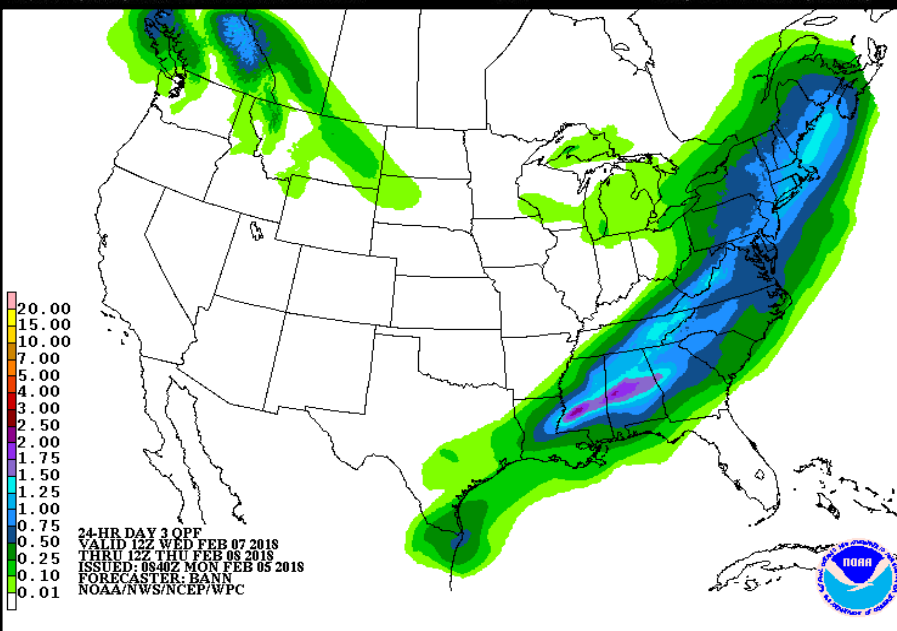 20.00
15.00
10.00
7.00
5.00
4.00
3.00
2.50
2.00
1.75
1.50
1.25
1.00
0.75
0.50
0.25
0.10
0.01
24-HR DAY 3 QPF
VALID 12Z WED FEB 07 2018
THRU 12Z THU FEB 08 2018
ISSUED: 0840Z MON FEB 05 2018
FORECASTER: BANN
NOAA/NWS/NCEP/WPC
NOAA